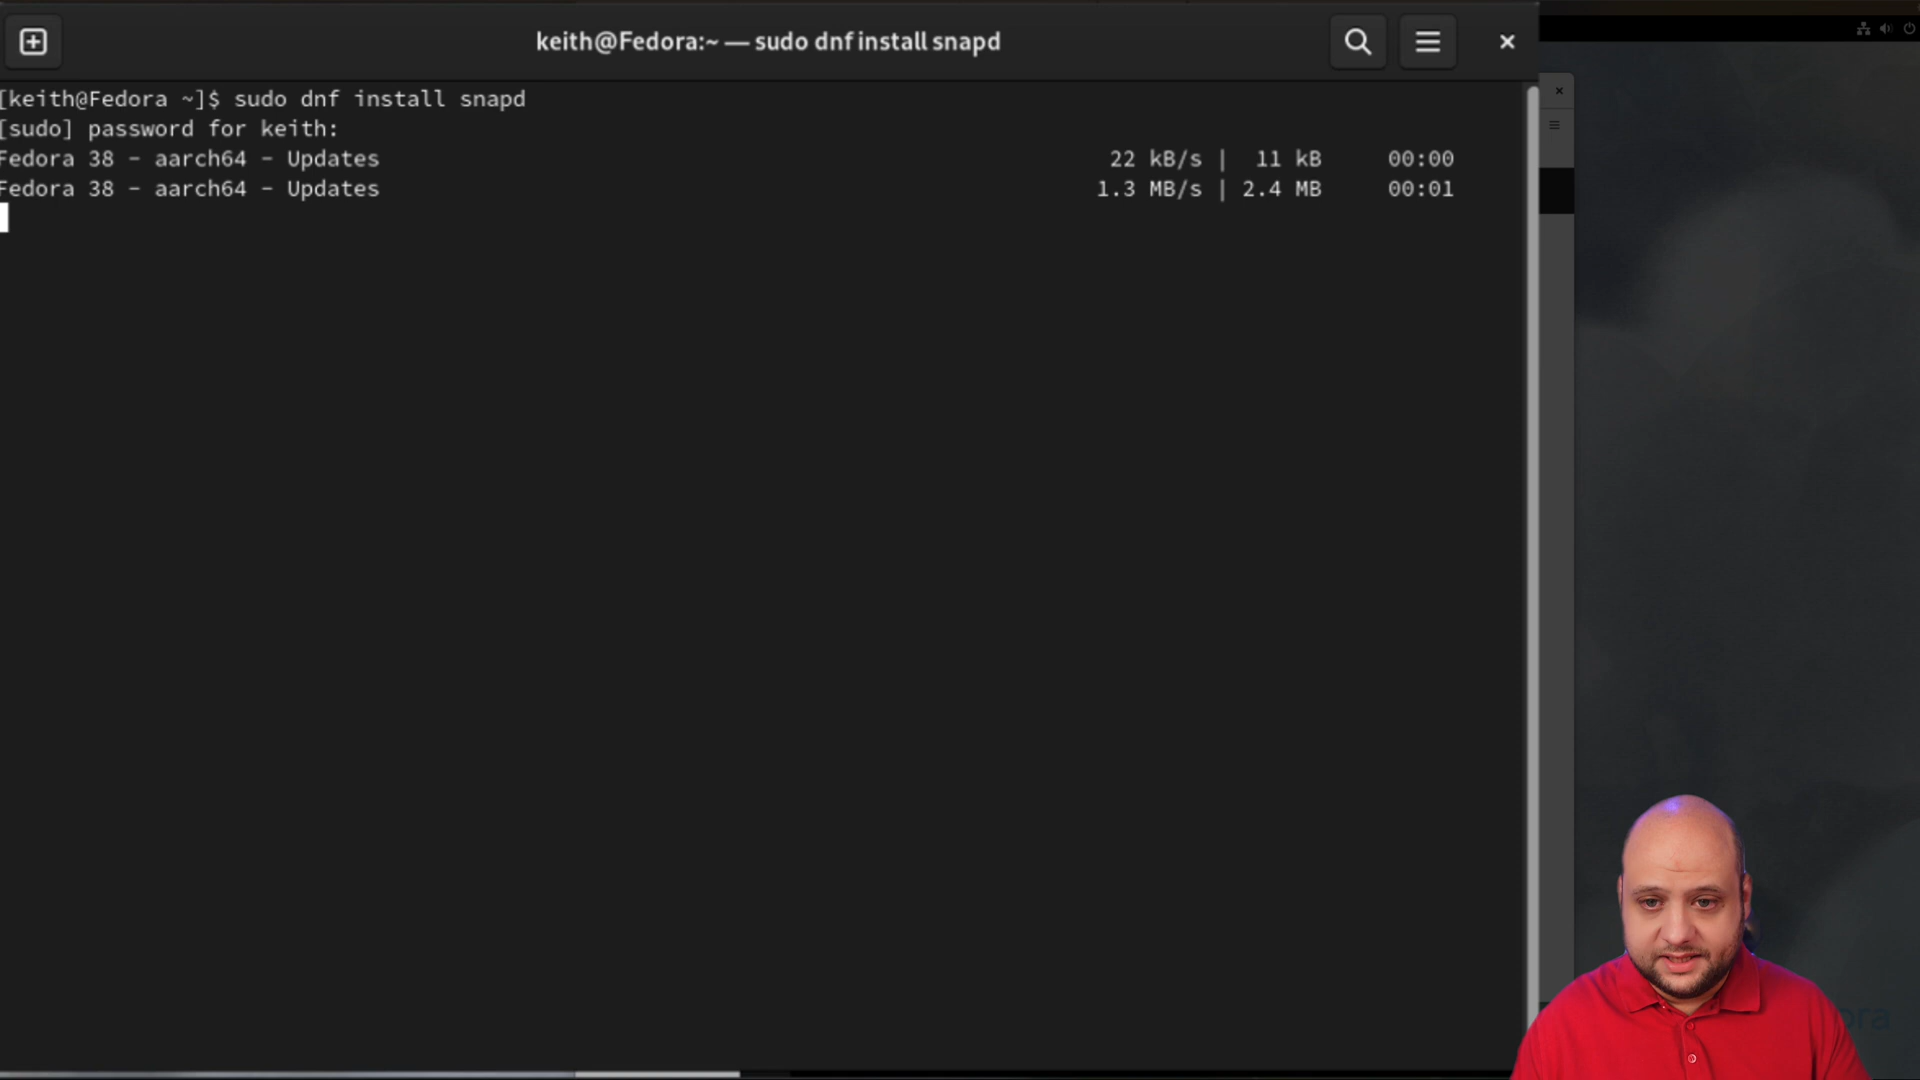 keith@Fedora:~ — sudo dnf install snapd
[keith@Fedora ~]$ sudo dnf install snapd
[sudo] password for keith:
Fedora 38 - aarch64 - Updates 22 kB/s | 11 kB 00:00
Fedora 38 - aarch64 - Updates 1.3 MB/s | 2.4 MB 00:01